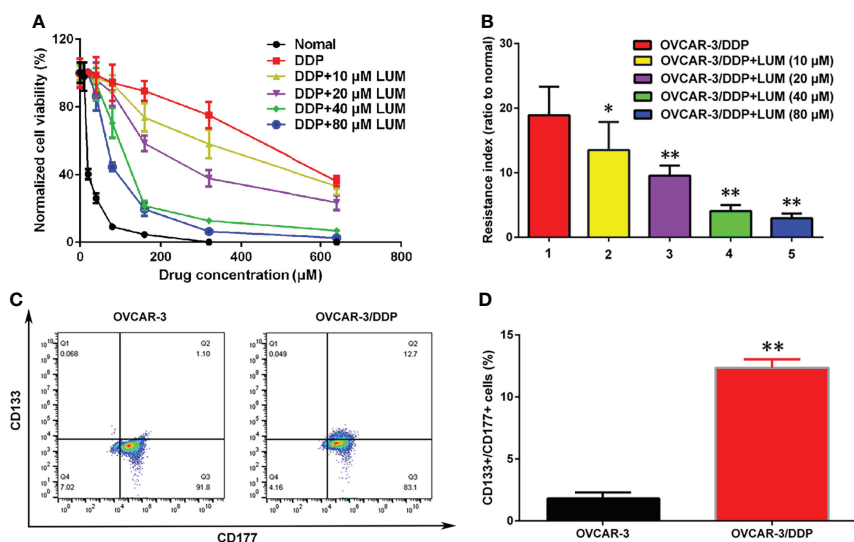 A
Normalized cell viability (%)
120
80
40
0
0
200
400
600
800
Drug concentration (μM)
Nomal
DDP
DDP+10 μM LUM
DDP+20 μM LUM
DDP+40 μM LUM
DDP+80 μM LUM
B
Resistance index (ratio to normal)
30
20
10
0
*
**
**
**
1
2
3
4
5
OVCAR-3/DDP
OVCAR-3/DDP+LUM (10 μM)
OVCAR-3/DDP+LUM (20 μM)
OVCAR-3/DDP+LUM (40 μM)
OVCAR-3/DDP+LUM (80 μM)
C
OVCAR-3
OVCAR-3/DDP
CD133
Q1
0.068
Q2
1.10
Q4
7.02
Q3
91.8
Q1
0.049
Q2
12.7
Q4
4.16
Q3
83.1
CD177
D
CD133+/CD177+ cells (%)
15
10
5
0
**
OVCAR-3
OVCAR-3/DDP